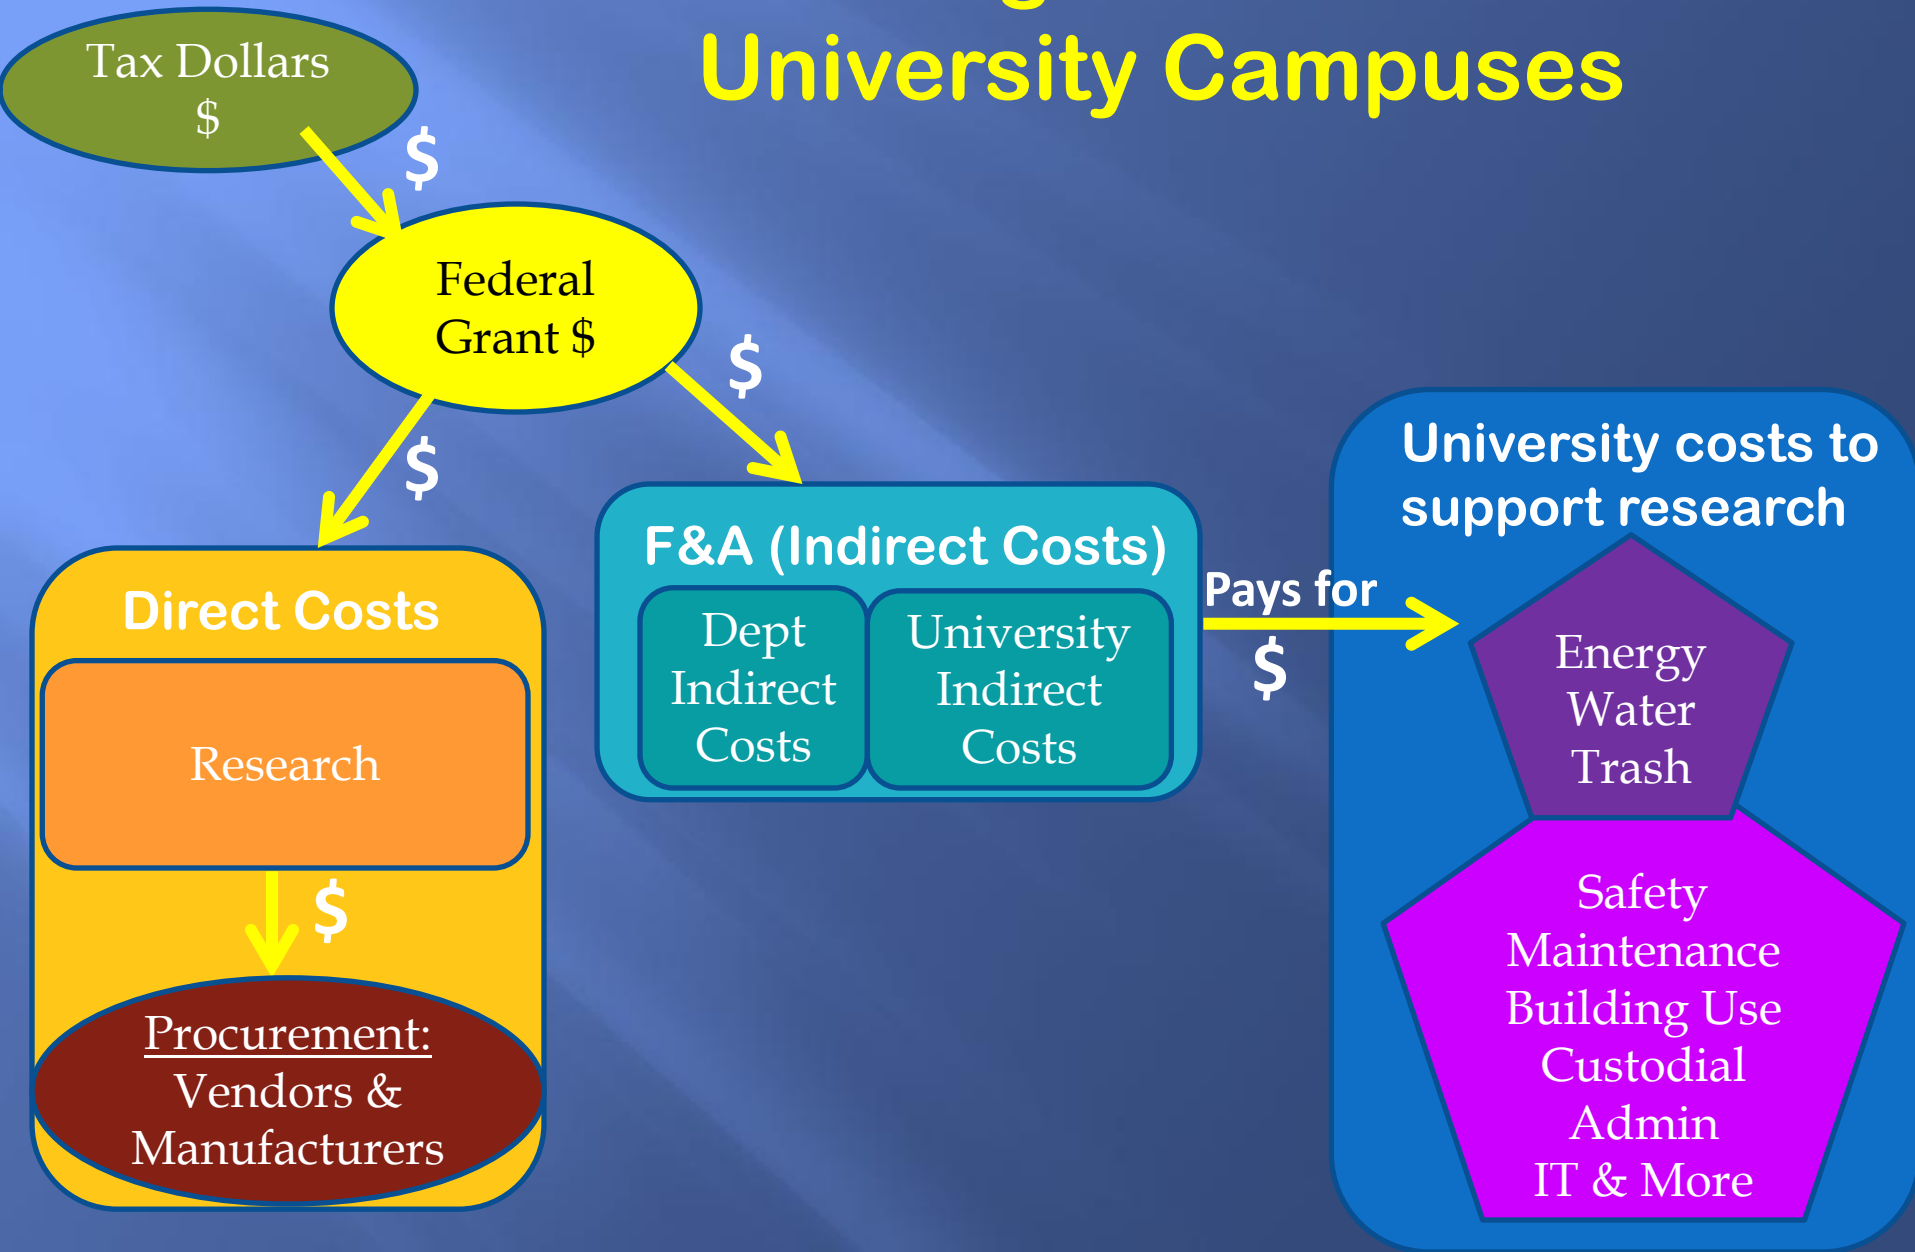 University Campuses
Tax Dollars
$
$
Federal
Grant $
$
$
Direct Costs
Research
$
Procurement:
Vendors &
Manufacturers
F&A (Indirect Costs)
Dept
Indirect
Costs
University
Indirect
Costs
Pays for
$
University costs to
support research
Energy
Water
Trash
Safety
Maintenance
Building Use
Custodial
Admin
IT & More